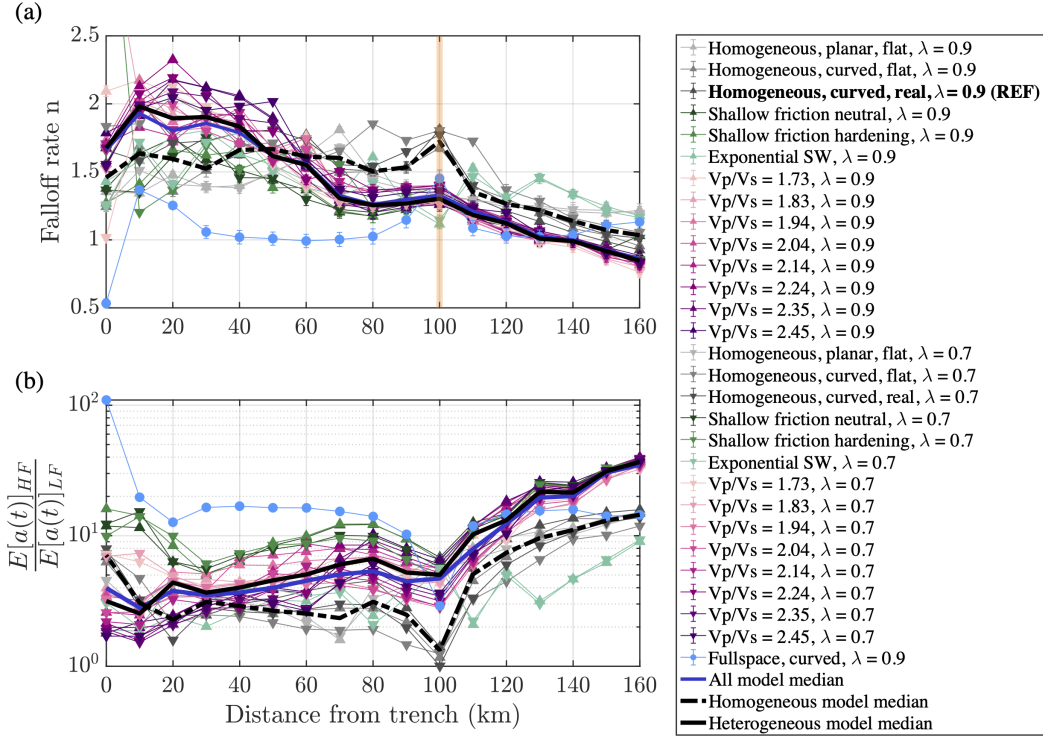 (a)
Falloff rate n
2.5
2
1.5
1
0.5
0 20 40 60 80 100 120 140 160
(b)
E[a(t)]HF
E[a(t)]LF
10²
10¹
10⁰
0 20 40 60 80 100 120 140 160
Distance from trench (km)
Homogeneous, planar, flat, λ = 0.9
Homogeneous, curved, flat, λ = 0.9
Homogeneous, curved, real, λ = 0.9 (REF)
Shallow friction neutral, λ = 0.9
Shallow friction hardening, λ = 0.9
Exponential SW, λ = 0.9
Vp/Vs = 1.73, λ = 0.9
Vp/Vs = 1.83, λ = 0.9
Vp/Vs = 1.94, λ = 0.9
Vp/Vs = 2.04, λ = 0.9
Vp/Vs = 2.14, λ = 0.9
Vp/Vs = 2.24, λ = 0.9
Vp/Vs = 2.35, λ = 0.9
Vp/Vs = 2.45, λ = 0.9
Homogeneous, planar, flat, λ = 0.7
Homogeneous, curved, flat, λ = 0.7
Homogeneous, curved, real, λ = 0.7
Shallow friction neutral, λ = 0.7
Shallow friction hardening, λ = 0.7
Exponential SW, λ = 0.7
Vp/Vs = 1.73, λ = 0.7
Vp/Vs = 1.83, λ = 0.7
Vp/Vs = 1.94, λ = 0.7
Vp/Vs = 2.04, λ = 0.7
Vp/Vs = 2.14, λ = 0.7
Vp/Vs = 2.24, λ = 0.7
Vp/Vs = 2.35, λ = 0.7
Vp/Vs = 2.45, λ = 0.7
Fullspace, curved, λ = 0.9
All model median
Homogeneous model median
Heterogeneous model median